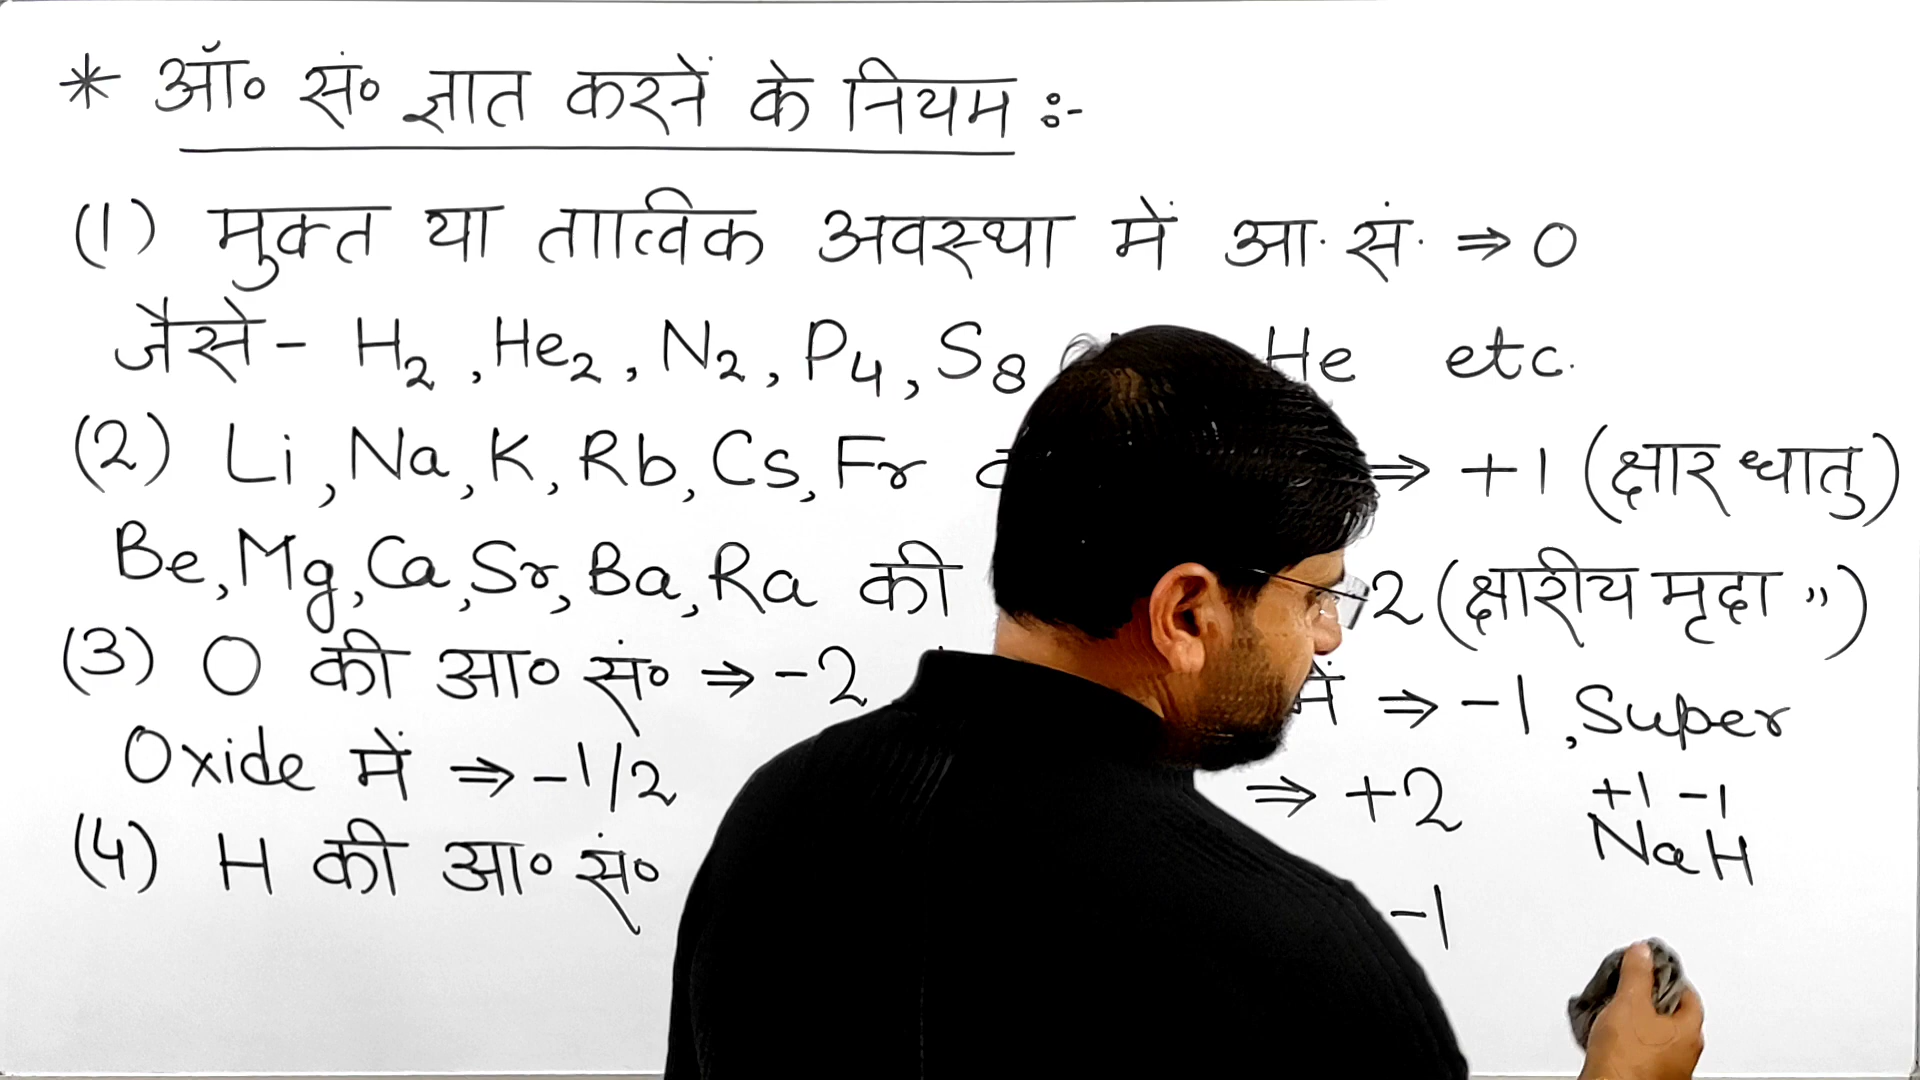 * ऑ० सं० ज्ञात करनें के नियम :-
(1) मुक्त या तात्विक अवस्था में आ. सं. ⇒ 0
जैसे - H₂, He₂, N₂, P₄, S₈ He etc.
(2) Li, Na, K, Rb, Cs, Fr ⇒ +1 (क्षार धातु)
Be, Mg, Ca, Sr, Ba, Ra की 2 (क्षारीय मृदा ")
(3) O की आ० सं० ⇒ -2 में ⇒ -1, Super
Oxide में ⇒ -1/2 ⇒ +2
+1 -1
NaH
(4) H की आ० सं० -1